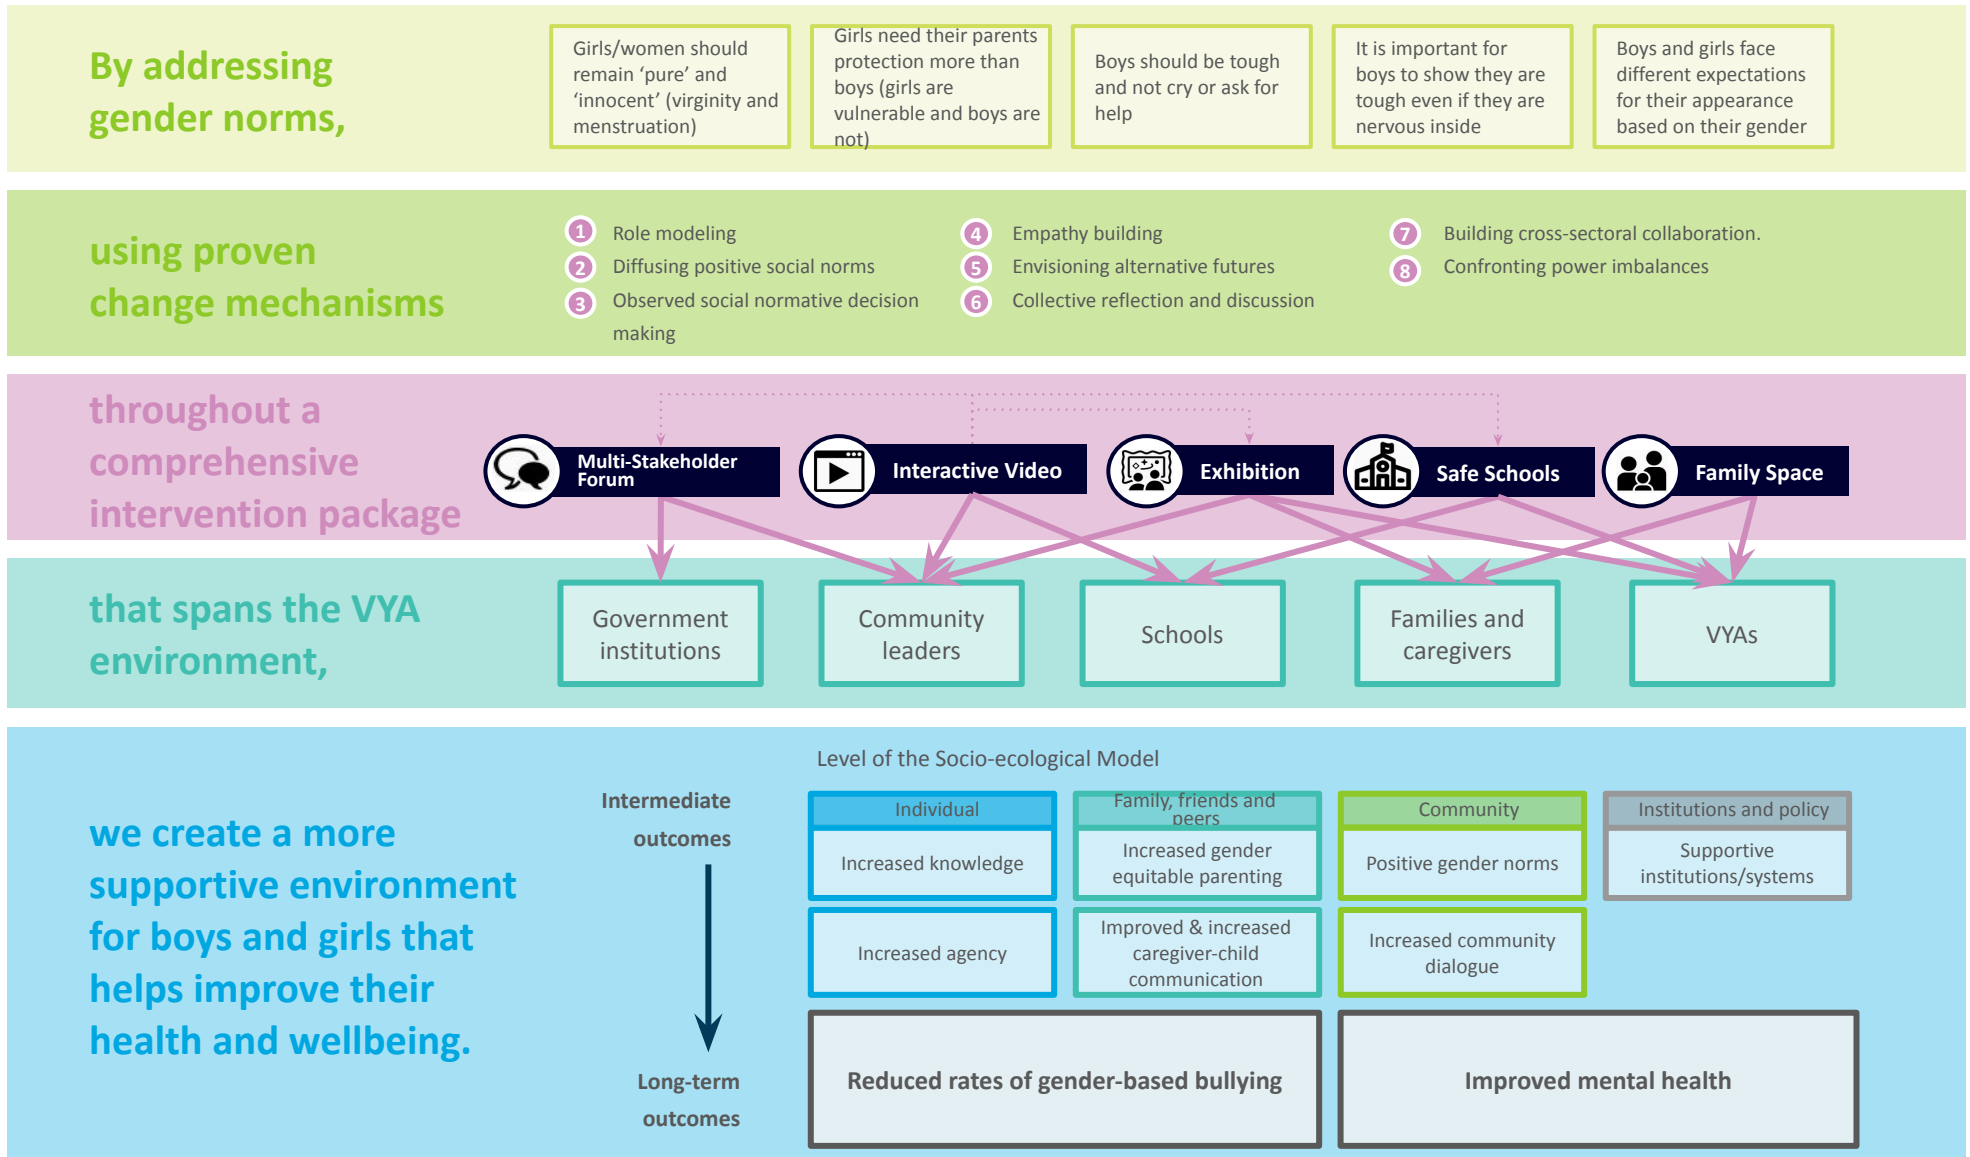 By addressing
gender norms,
Girls/women should
remain ‘pure’ and
‘innocent’ (virginity and
menstruation)
Girls need their parents
protection more than
boys (girls are
vulnerable and boys are
not)
Boys should be tough
and not cry or ask for
help
It is important for
boys to show they are
tough even if they are
nervous inside
Boys and girls face
different expectations
for their appearance
based on their gender
using proven
change mechanisms
1 Role modeling
2 Diffusing positive social norms
3 Observed social normative decision
making
4 Empathy building
5 Envisioning alternative futures
6 Collective reflection and discussion
7 Building cross-sectoral collaboration.
8 Confronting power imbalances
throughout a
comprehensive
intervention package
Multi-Stakeholder
Forum
Interactive Video
Exhibition
Safe Schools
Family Space
that spans the VYA
environment,
Government
institutions
Community
leaders
Schools
Families and
caregivers
VYAs
we create a more
supportive environment
for boys and girls that
helps improve their
health and wellbeing.
Level of the Socio-ecological Model
Intermediate
outcomes
Individual
Family, friends and
peers
Community
Institutions and policy
Increased knowledge
Increased gender
equitable parenting
Positive gender norms
Supportive
institutions/systems
Increased agency
Improved & increased
caregiver-child
communication
Increased community
dialogue
Long-term
outcomes
Reduced rates of gender-based bullying
Improved mental health